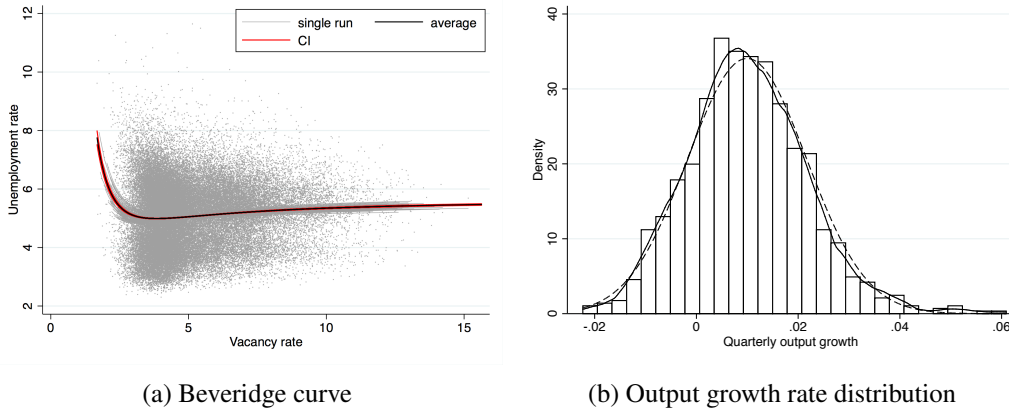 single run
average
CI
12
10
8
6
4
2
Unemployment rate
0
5
10
15
Vacancy rate
(a) Beveridge curve
40
30
20
10
0
Density
-.02
0
.02
.04
.06
Quarterly output growth
(b) Output growth rate distribution